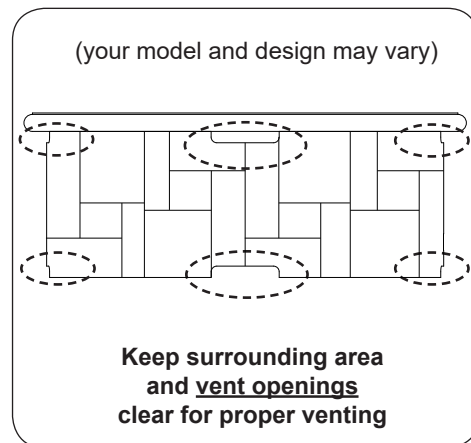 (your model and design may vary)
Keep surrounding area
and vent openings
clear for proper venting